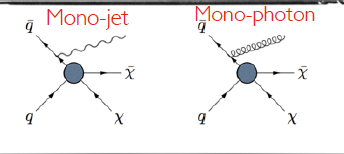 Mono-jet Mono-photon
q̄ q̄
χ̄ χ̄
q χ q χ